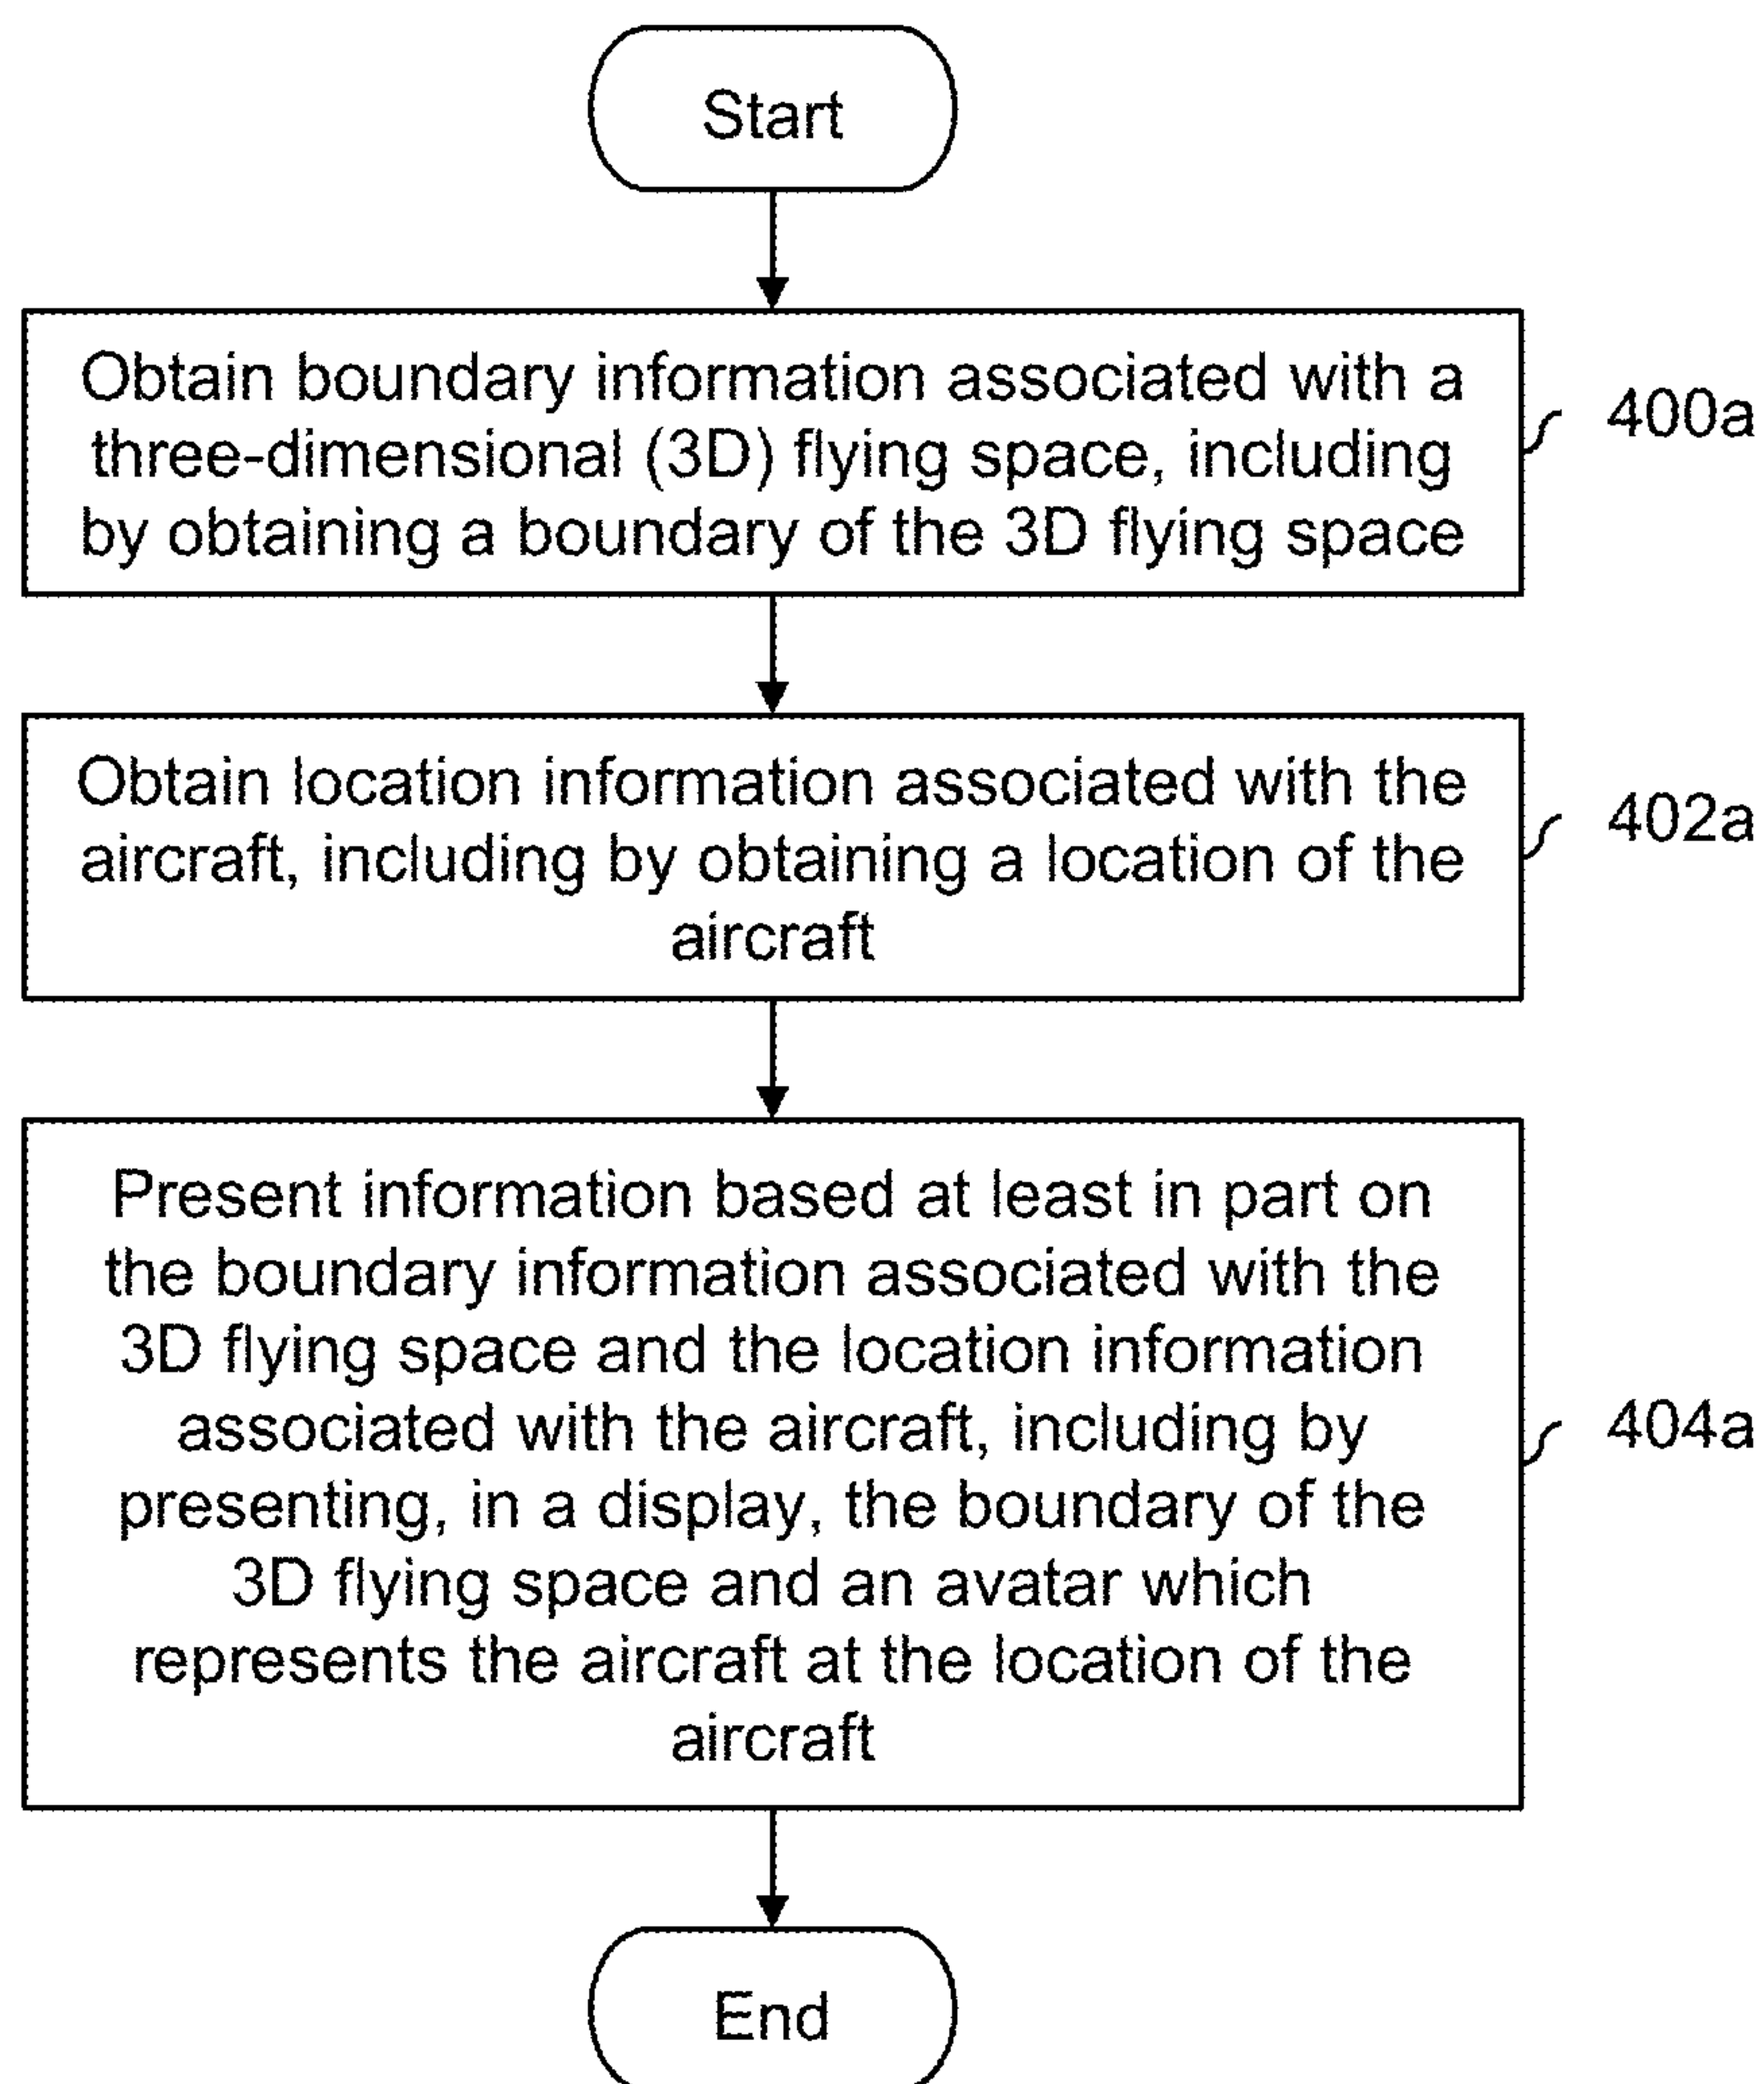 Start
Obtain boundary information associated with a
three-dimensional (3D) flying space, including
by obtaining a boundary of the 3D flying space
400a
Obtain location information associated with the
aircraft, including by obtaining a location of the
aircraft
402a
Present information based at least in part on
the boundary information associated with the
3D flying space and the location information
associated with the aircraft, including by
presenting, in a display, the boundary of the
3D flying space and an avatar which
represents the aircraft at the location of the
aircraft
404a
End